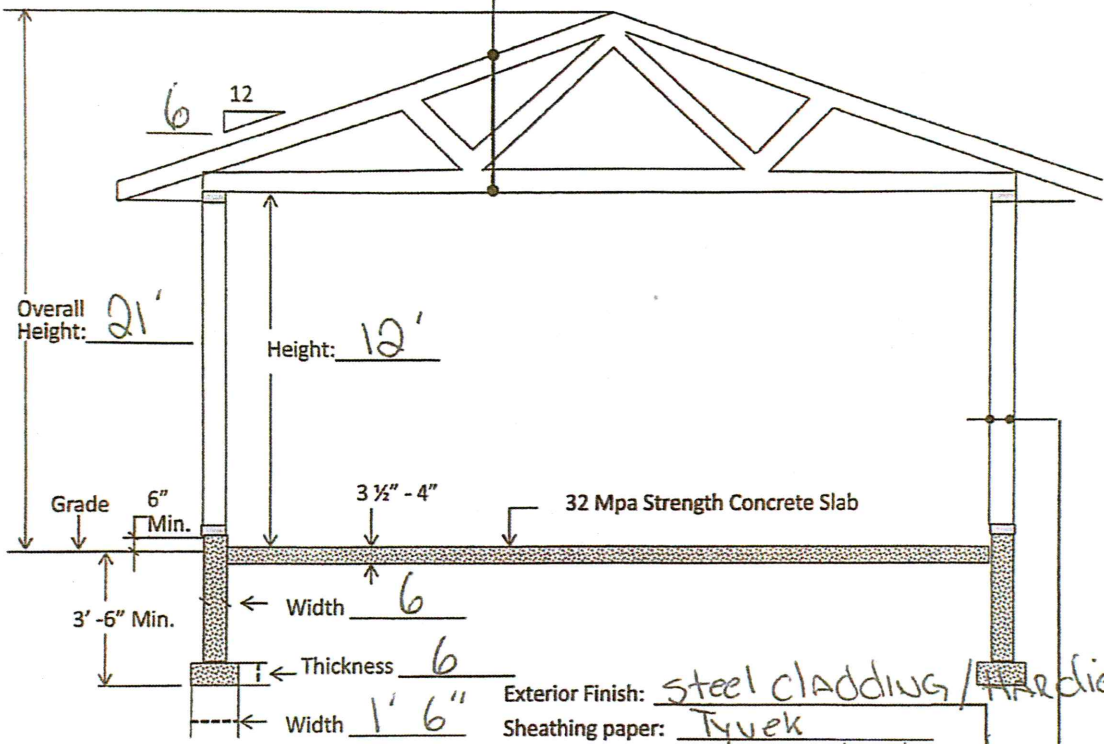 12
6
Overall
Height: 21'
Height: 12'
Grade
6"
Min.
3 ½" - 4"
32 Mpa Strength Concrete Slab
3' -6" Min.
Width 6
Thickness 6
Width 1' 6"
Exterior Finish: steel cladding / Hardie
Sheathing paper: Tyvek